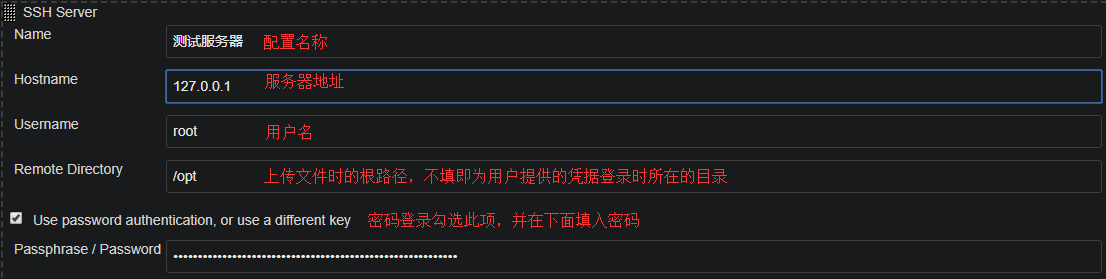 SSH Server
Name 测试服务器 配置名称
Hostname 127.0.0.1 服务器地址
Username root 用户名
Remote Directory /opt 上传文件时的根路径，不填即为用户提供的凭据登录时所在的目录
Use password authentication, or use a different key 密码登录勾选此项，并在下面填入密码
Passphrase / Password